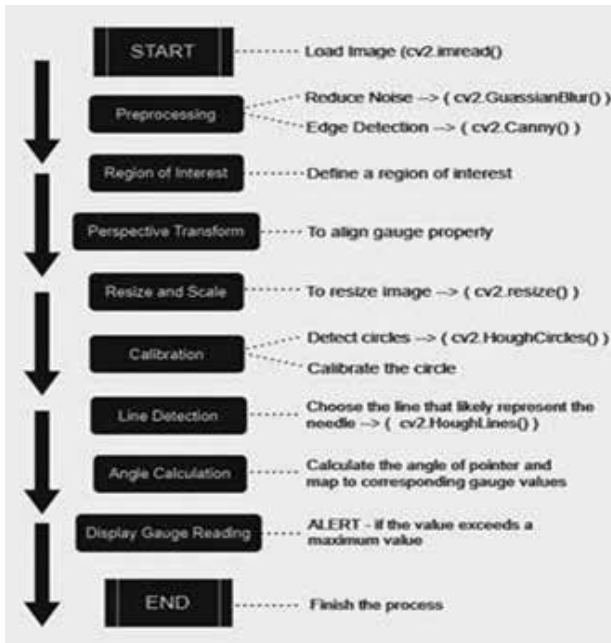 START
Load Image (cv2.imread()
Preprocessing
Reduce Noise --> ( cv2.GuassianBlur() )
Edge Detection --> ( cv2.Canny() )
Region of Interest
Define a region of interest
Perspective Transform
To align gauge properly
Resize and Scale
To resize image --> ( cv2.resize() )
Calibration
Detect circles --> ( cv2.HoughCircles() )
Calibrate the circle
Line Detection
Choose the line that likely represent the
needle --> ( cv2.HoughLines() )
Angle Calculation
Calculate the angle of pointer and
map to corresponding gauge values
Display Gauge Reading
ALERT - if the value exceeds a
maximum value
END
Finish the process